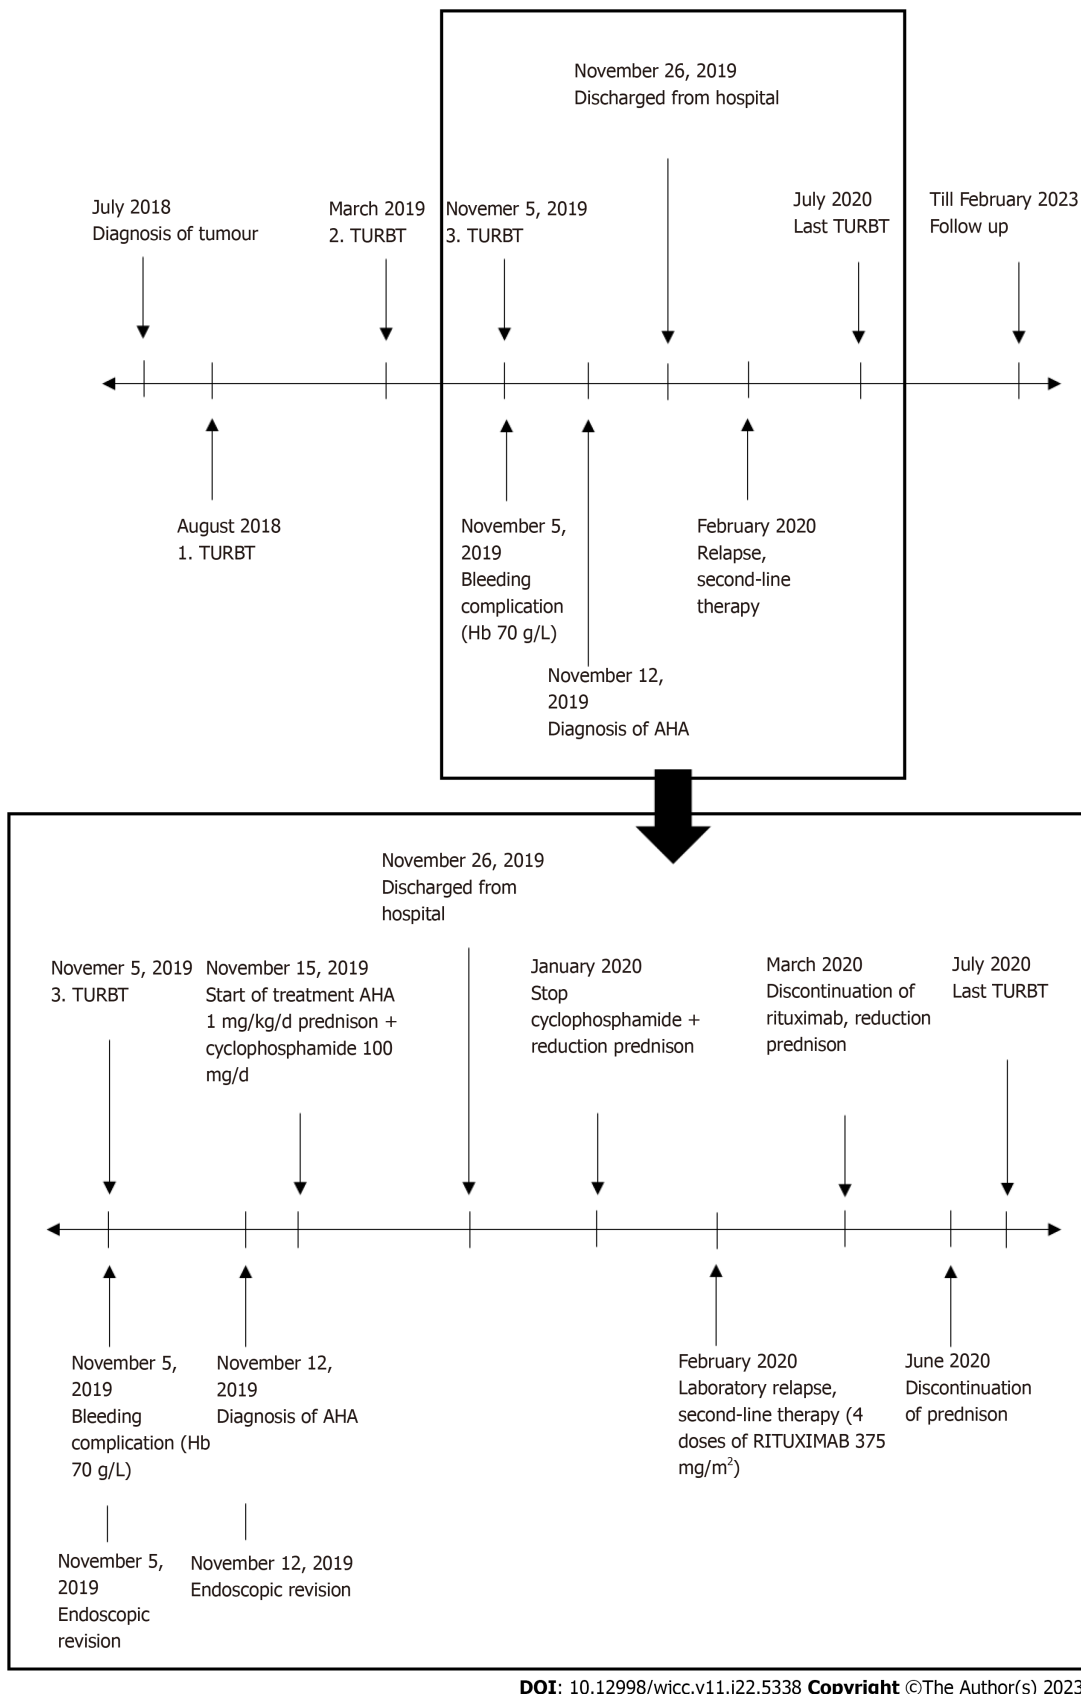 November 26, 2019
Discharged from hospital
July 2018
Diagnosis of tumour
March 2019
2. TURBT
Novemer 5, 2019
3. TURBT
July 2020
Last TURBT
Till February 2023
Follow up
August 2018
1. TURBT
November 5,
2019
Bleeding
complication
(Hb 70 g/L)
November 12,
2019
Diagnosis of AHA
February 2020
Relapse,
second-line
therapy
November 26, 2019
Discharged from
hospital
Novemer 5, 2019
3. TURBT
November 15, 2019
Start of treatment AHA
1 mg/kg/d prednison +
cyclophosphamide 100
mg/d
January 2020
Stop
cyclophosphamide +
reduction prednison
March 2020
Discontinuation of
rituximab, reduction
prednison
July 2020
Last TURBT
November 5,
2019
Bleeding
complication (Hb
70 g/L)
November 12,
2019
Diagnosis of AHA
February 2020
Laboratory relapse,
second-line therapy (4
doses of RITUXIMAB 375
mg/m²)
June 2020
Discontinuation
of prednison
November 5,
2019
Endoscopic
revision
November 12, 2019
Endoscopic revision
DOI: 10.12998/wjcc.v11.i22.5338 Copyright ©The Author(s) 2023